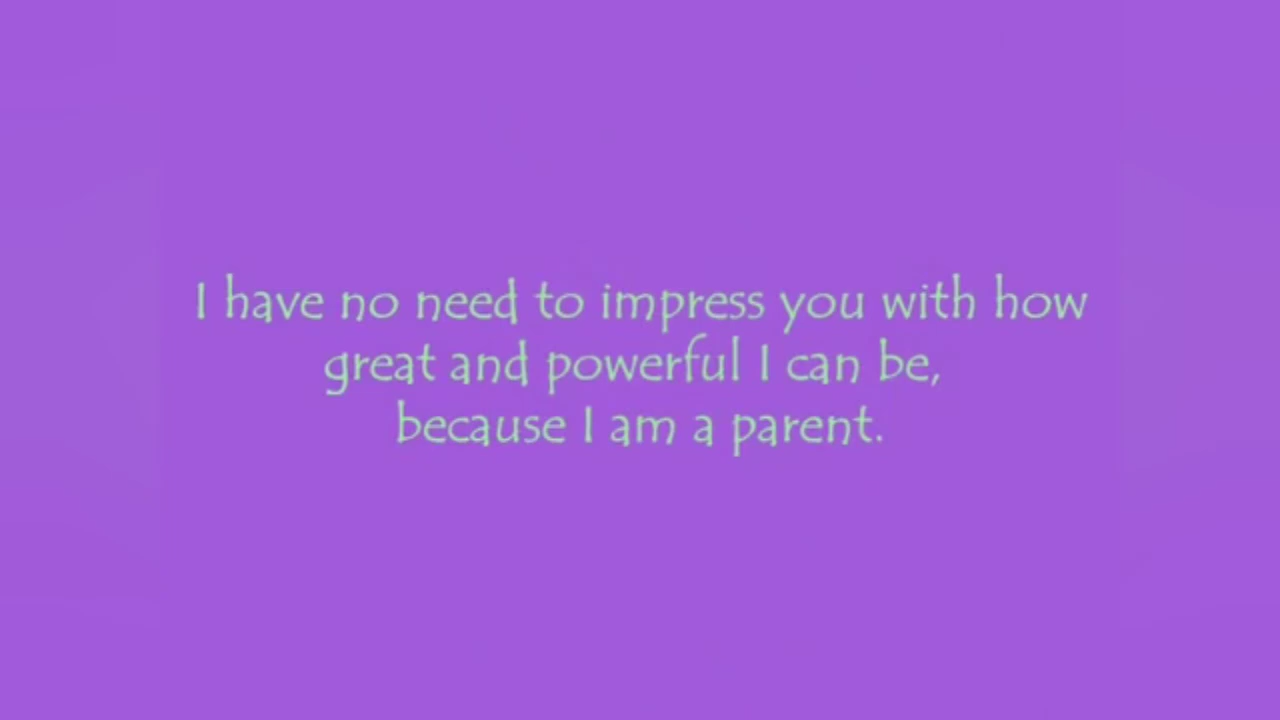 I have no need to impress you with how
great and powerful I can be,
because I am a parent.